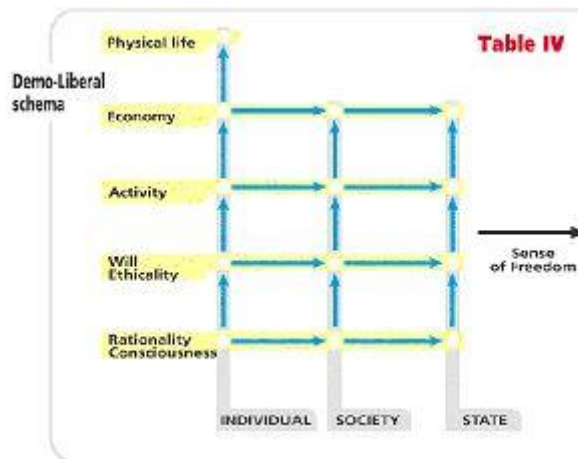 Table IV
Demo-Liberal
schema
Physical life
Economy
Activity
Will
Ethicality
Rationality
Consciousness
Sense
of Freedom
INDIVIDUAL
SOCIETY
STATE